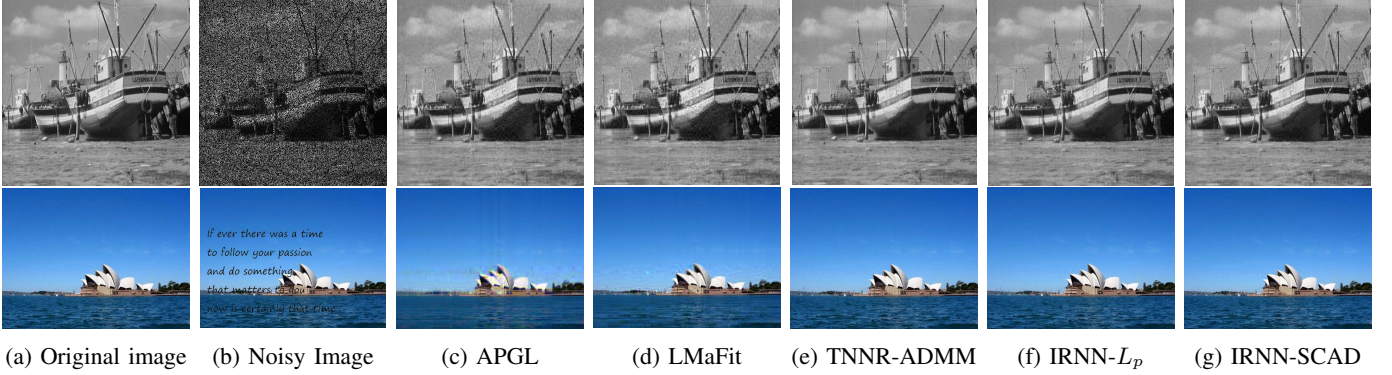 If ever there was a time
to follow your passion
and do something
that matters to you
now is certainly that time
(a) Original image
(b) Noisy Image
(c) APGL
(d) LMaFit
(e) TNNR-ADMM
(f) IRNN-Lp
(g) IRNN-SCAD